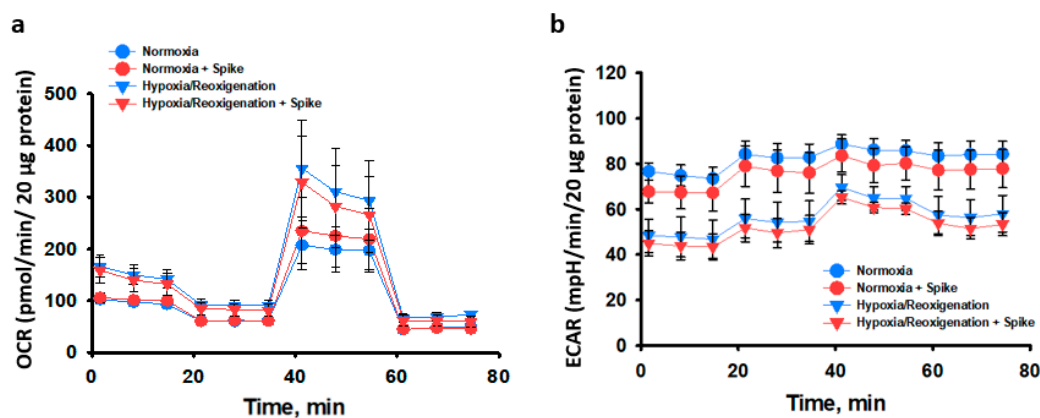 a
Normoxia
Normoxia + Spike
Hypoxia/Reoxigenation
Hypoxia/Reoxigenation + Spike
OCR (pmol/min/ 20 µg protein)
500
400
300
200
100
0
0 20 40 60 80
Time, min
b
ECAR (mpH/min/20 µg protein)
120
100
80
60
40
20
0
Normoxia
Normoxia + Spike
Hypoxia/Reoxigenation
Hypoxia/Reoxigenation + Spike
0 20 40 60 80
Time, min